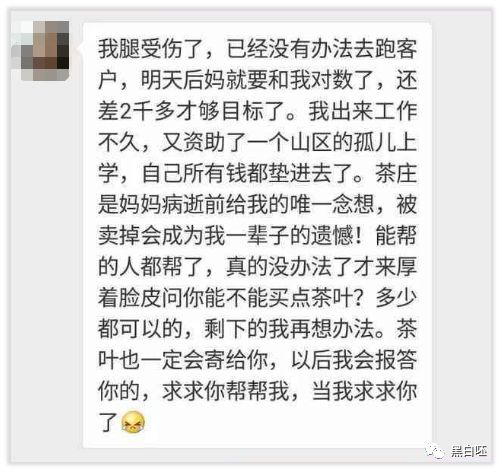 我腿受伤了，已经没有办法去跑客
户，明天后妈就要和我对数了，还
差2千多才够目标了。我出来工作
不久，又资助了一个山区的孤儿上
学，自己所有钱都垫进去了。茶庄
是妈妈病逝前给我的唯一念想，被
卖掉会成为我一辈子的遗憾！能帮
的人都帮了，真的没办法了才来厚
着脸皮问你能不能买点茶叶？多少
都可以的，剩下的我再想办法。茶
叶也一定会寄给你，以后我会报答
你的，求求你帮帮我，当我求求你
了😭
黑白呸